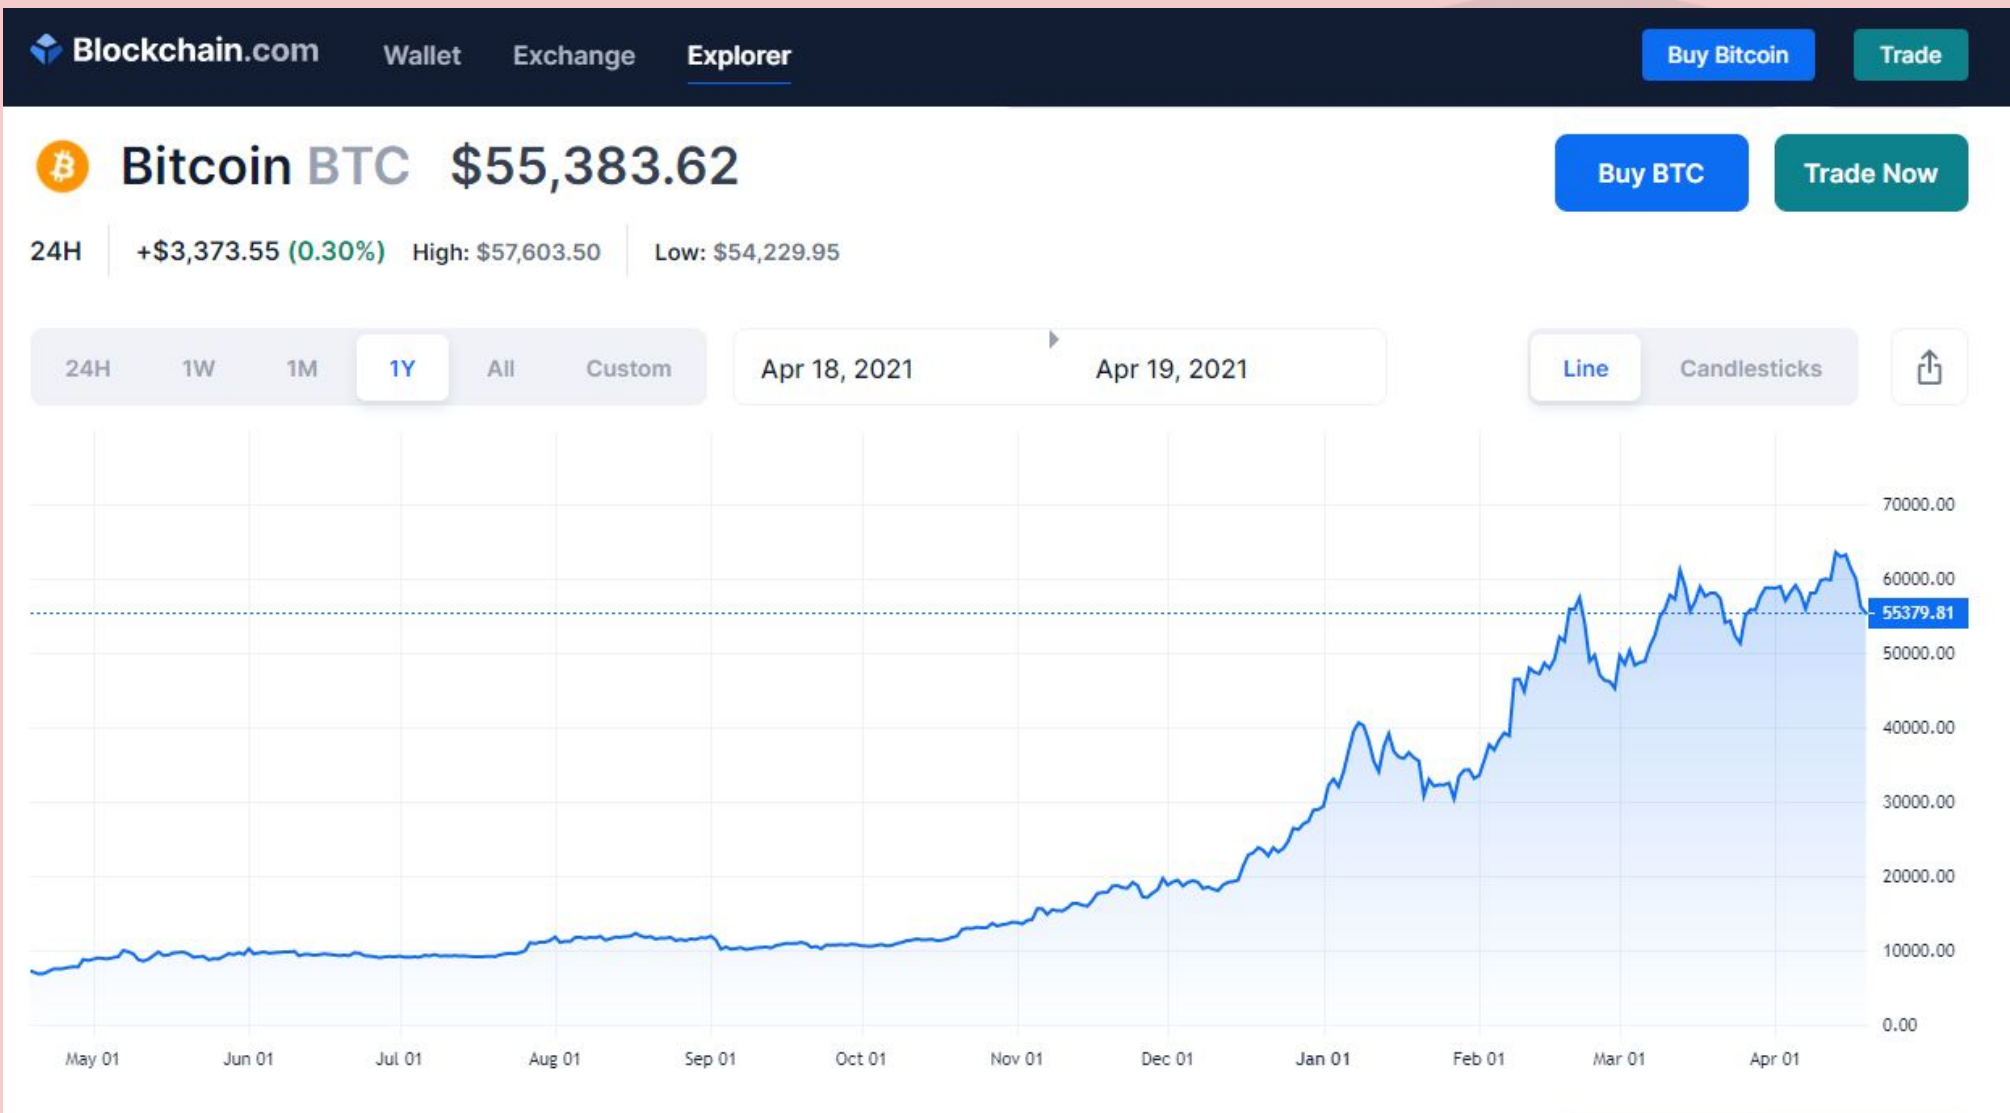 Blockchain.com Wallet Exchange Explorer Buy Bitcoin Trade
Bitcoin BTC $55,383.62 Buy BTC Trade Now
24H +$3,373.55 (0.30%) High: $57,603.50 Low: $54,229.95
24H 1W 1M 1Y All Custom Apr 18, 2021 Apr 19, 2021 Line Candlesticks
70000.00
60000.00
55379.81
50000.00
40000.00
30000.00
20000.00
10000.00
0.00
May 01 Jun 01 Jul 01 Aug 01 Sep 01 Oct 01 Nov 01 Dec 01 Jan 01 Feb 01 Mar 01 Apr 01